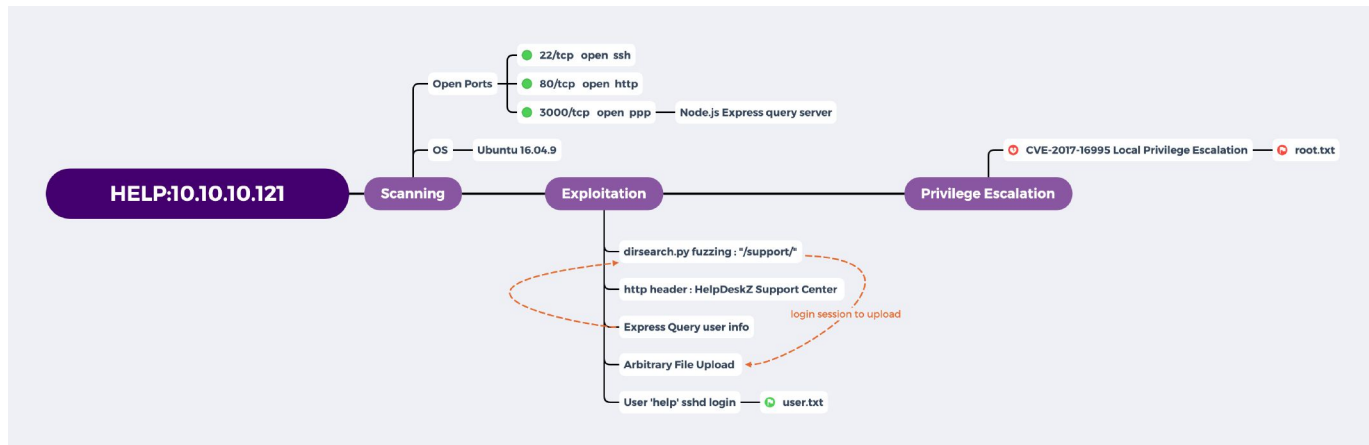 HELP:10.10.10.121
Scanning
Open Ports
22/tcp open ssh
80/tcp open http
3000/tcp open ppp
Node.js Express query server
OS
Ubuntu 16.04.9
Exploitation
dirsearch.py fuzzing : "/support/"
http header : HelpDeskZ Support Center
login session to upload
Express Query user info
Arbitrary File Upload
User 'help' sshd login
user.txt
Privilege Escalation
CVE-2017-16995 Local Privilege Escalation
root.txt